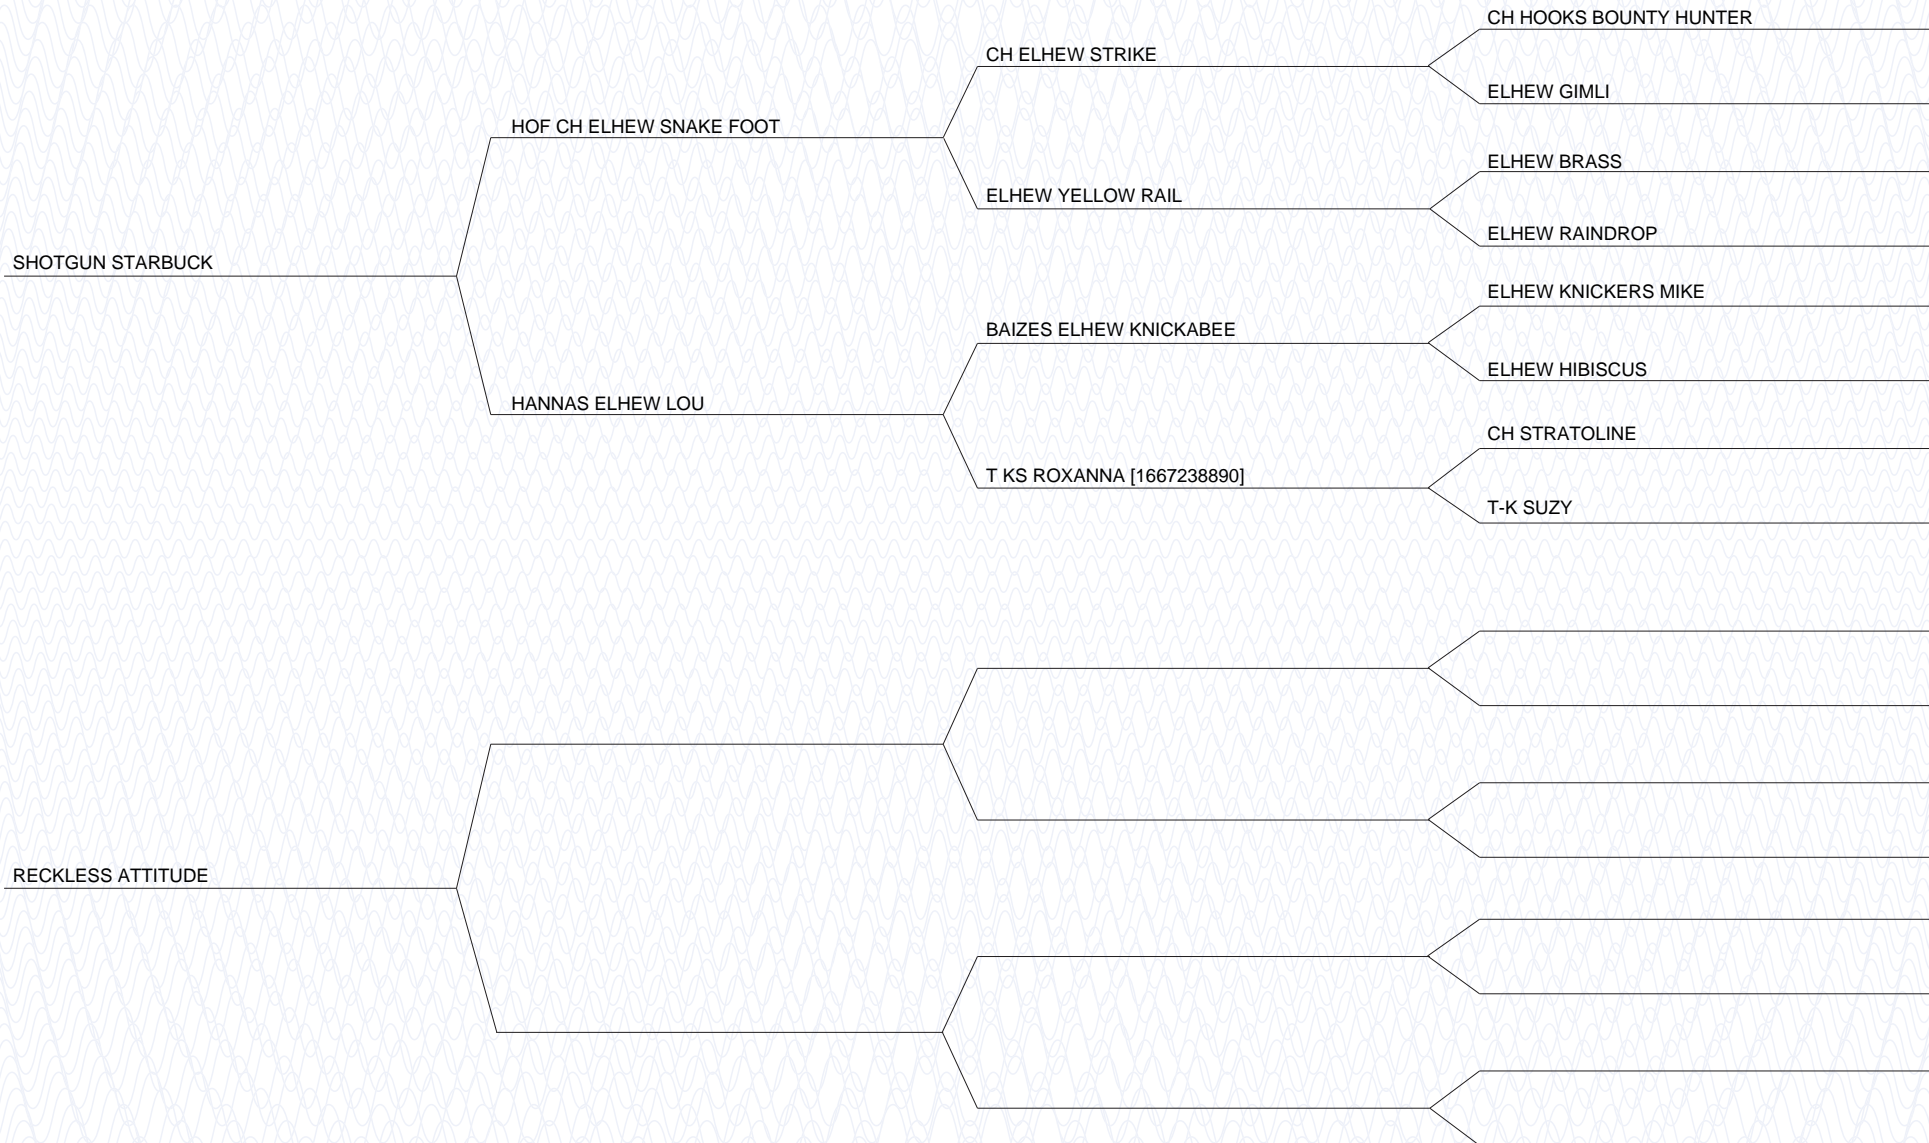 CH HOOKS BOUNTY HUNTER
CH ELHEW STRIKE
ELHEW GIMLI
HOF CH ELHEW SNAKE FOOT
ELHEW BRASS
ELHEW YELLOW RAIL
ELHEW RAINDROP
SHOTGUN STARBUCK
ELHEW KNICKERS MIKE
BAIZES ELHEW KNICKABEE
ELHEW HIBISCUS
HANNAS ELHEW LOU
CH STRATOLINE
T KS ROXANNA [1667238890]
T-K SUZY
RECKLESS ATTITUDE